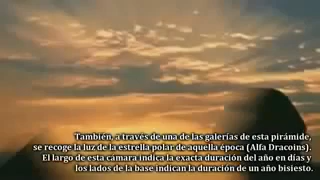 También, a través de una de las galerías de esta pirámide,
se recoge la luz de la estrella polar de aquella época (Alfa Dracoins).
El largo de esta cámara indica la exacta duración del año en días y
los lados de la base indican la duración de un año bisiesto.